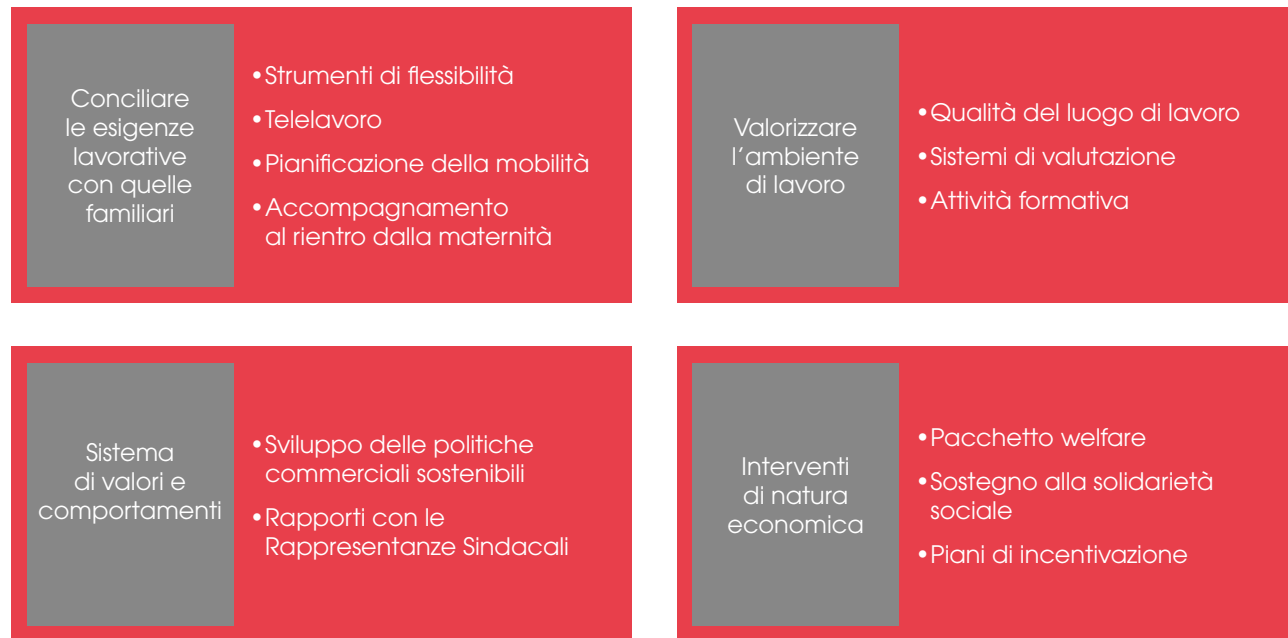 Conciliare
le esigenze
lavorative
con quelle
familiari
•Strumenti di flessibilità
•Telelavoro
•Pianificazione della mobilità
•Accompagnamento
al rientro dalla maternità
Valorizzare
l'ambiente
di lavoro
•Qualità del luogo di lavoro
•Sistemi di valutazione
•Attività formativa
Sistema
di valori e
comportamenti
•Sviluppo delle politiche
commerciali sostenibili
•Rapporti con le
Rappresentanze Sindacali
Interventi
di natura
economica
•Pacchetto welfare
•Sostegno alla solidarietà
sociale
•Piani di incentivazione